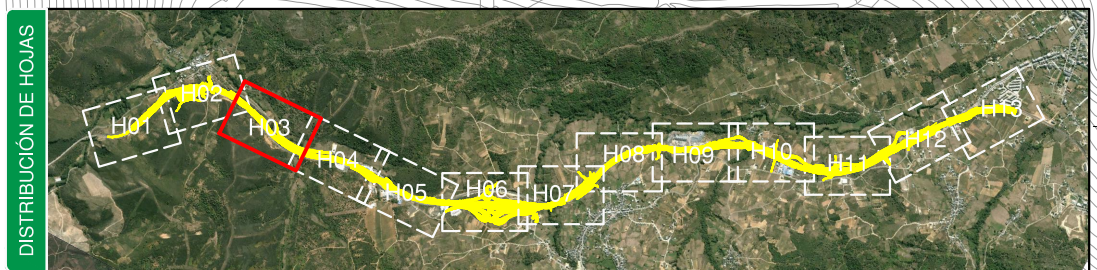 DISTRIBUCIÓN DE HOJAS
H01
H02
H03
H04
H05
H06
H07
H08
H09
H10
H11
H12
H13